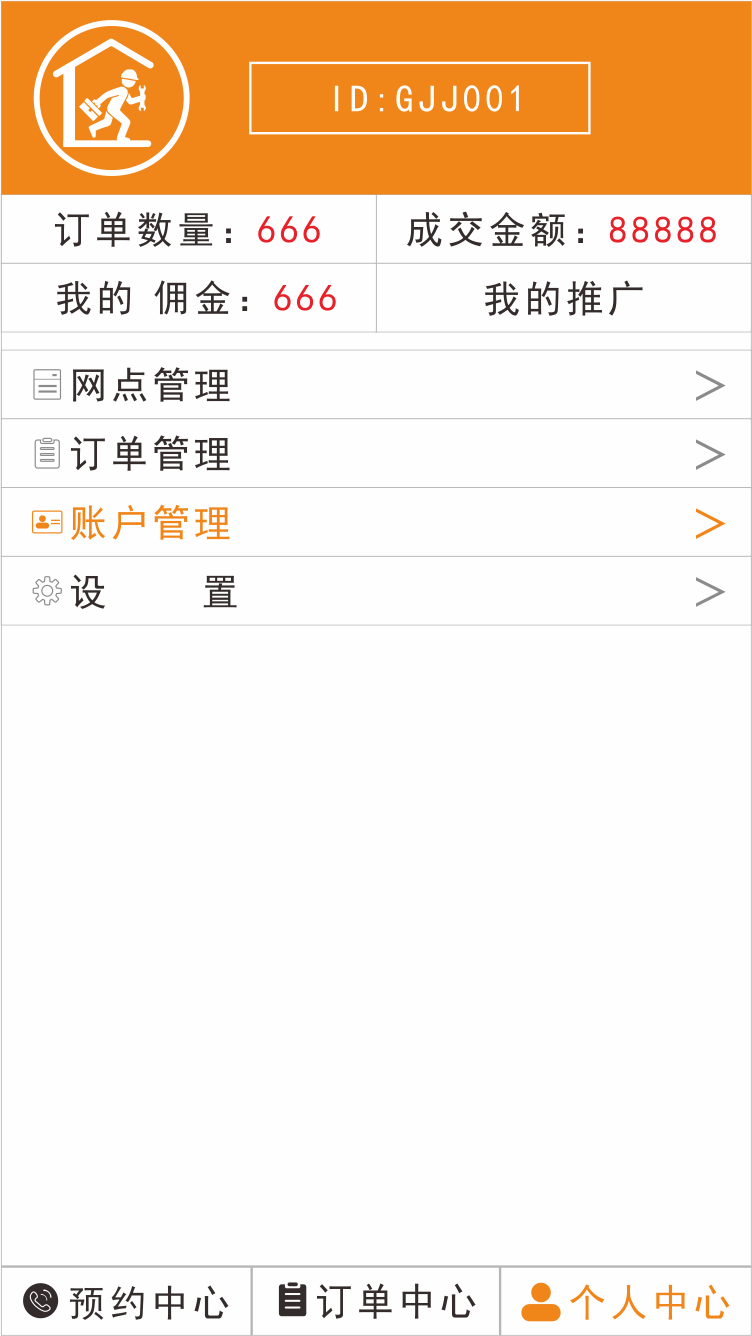 ID:GJJ001
订单数量：666
成交金额：88888
我的 佣金：666
我的推广
网点管理
订单管理
账户管理
设 置
预约中心
订单中心
个人中心